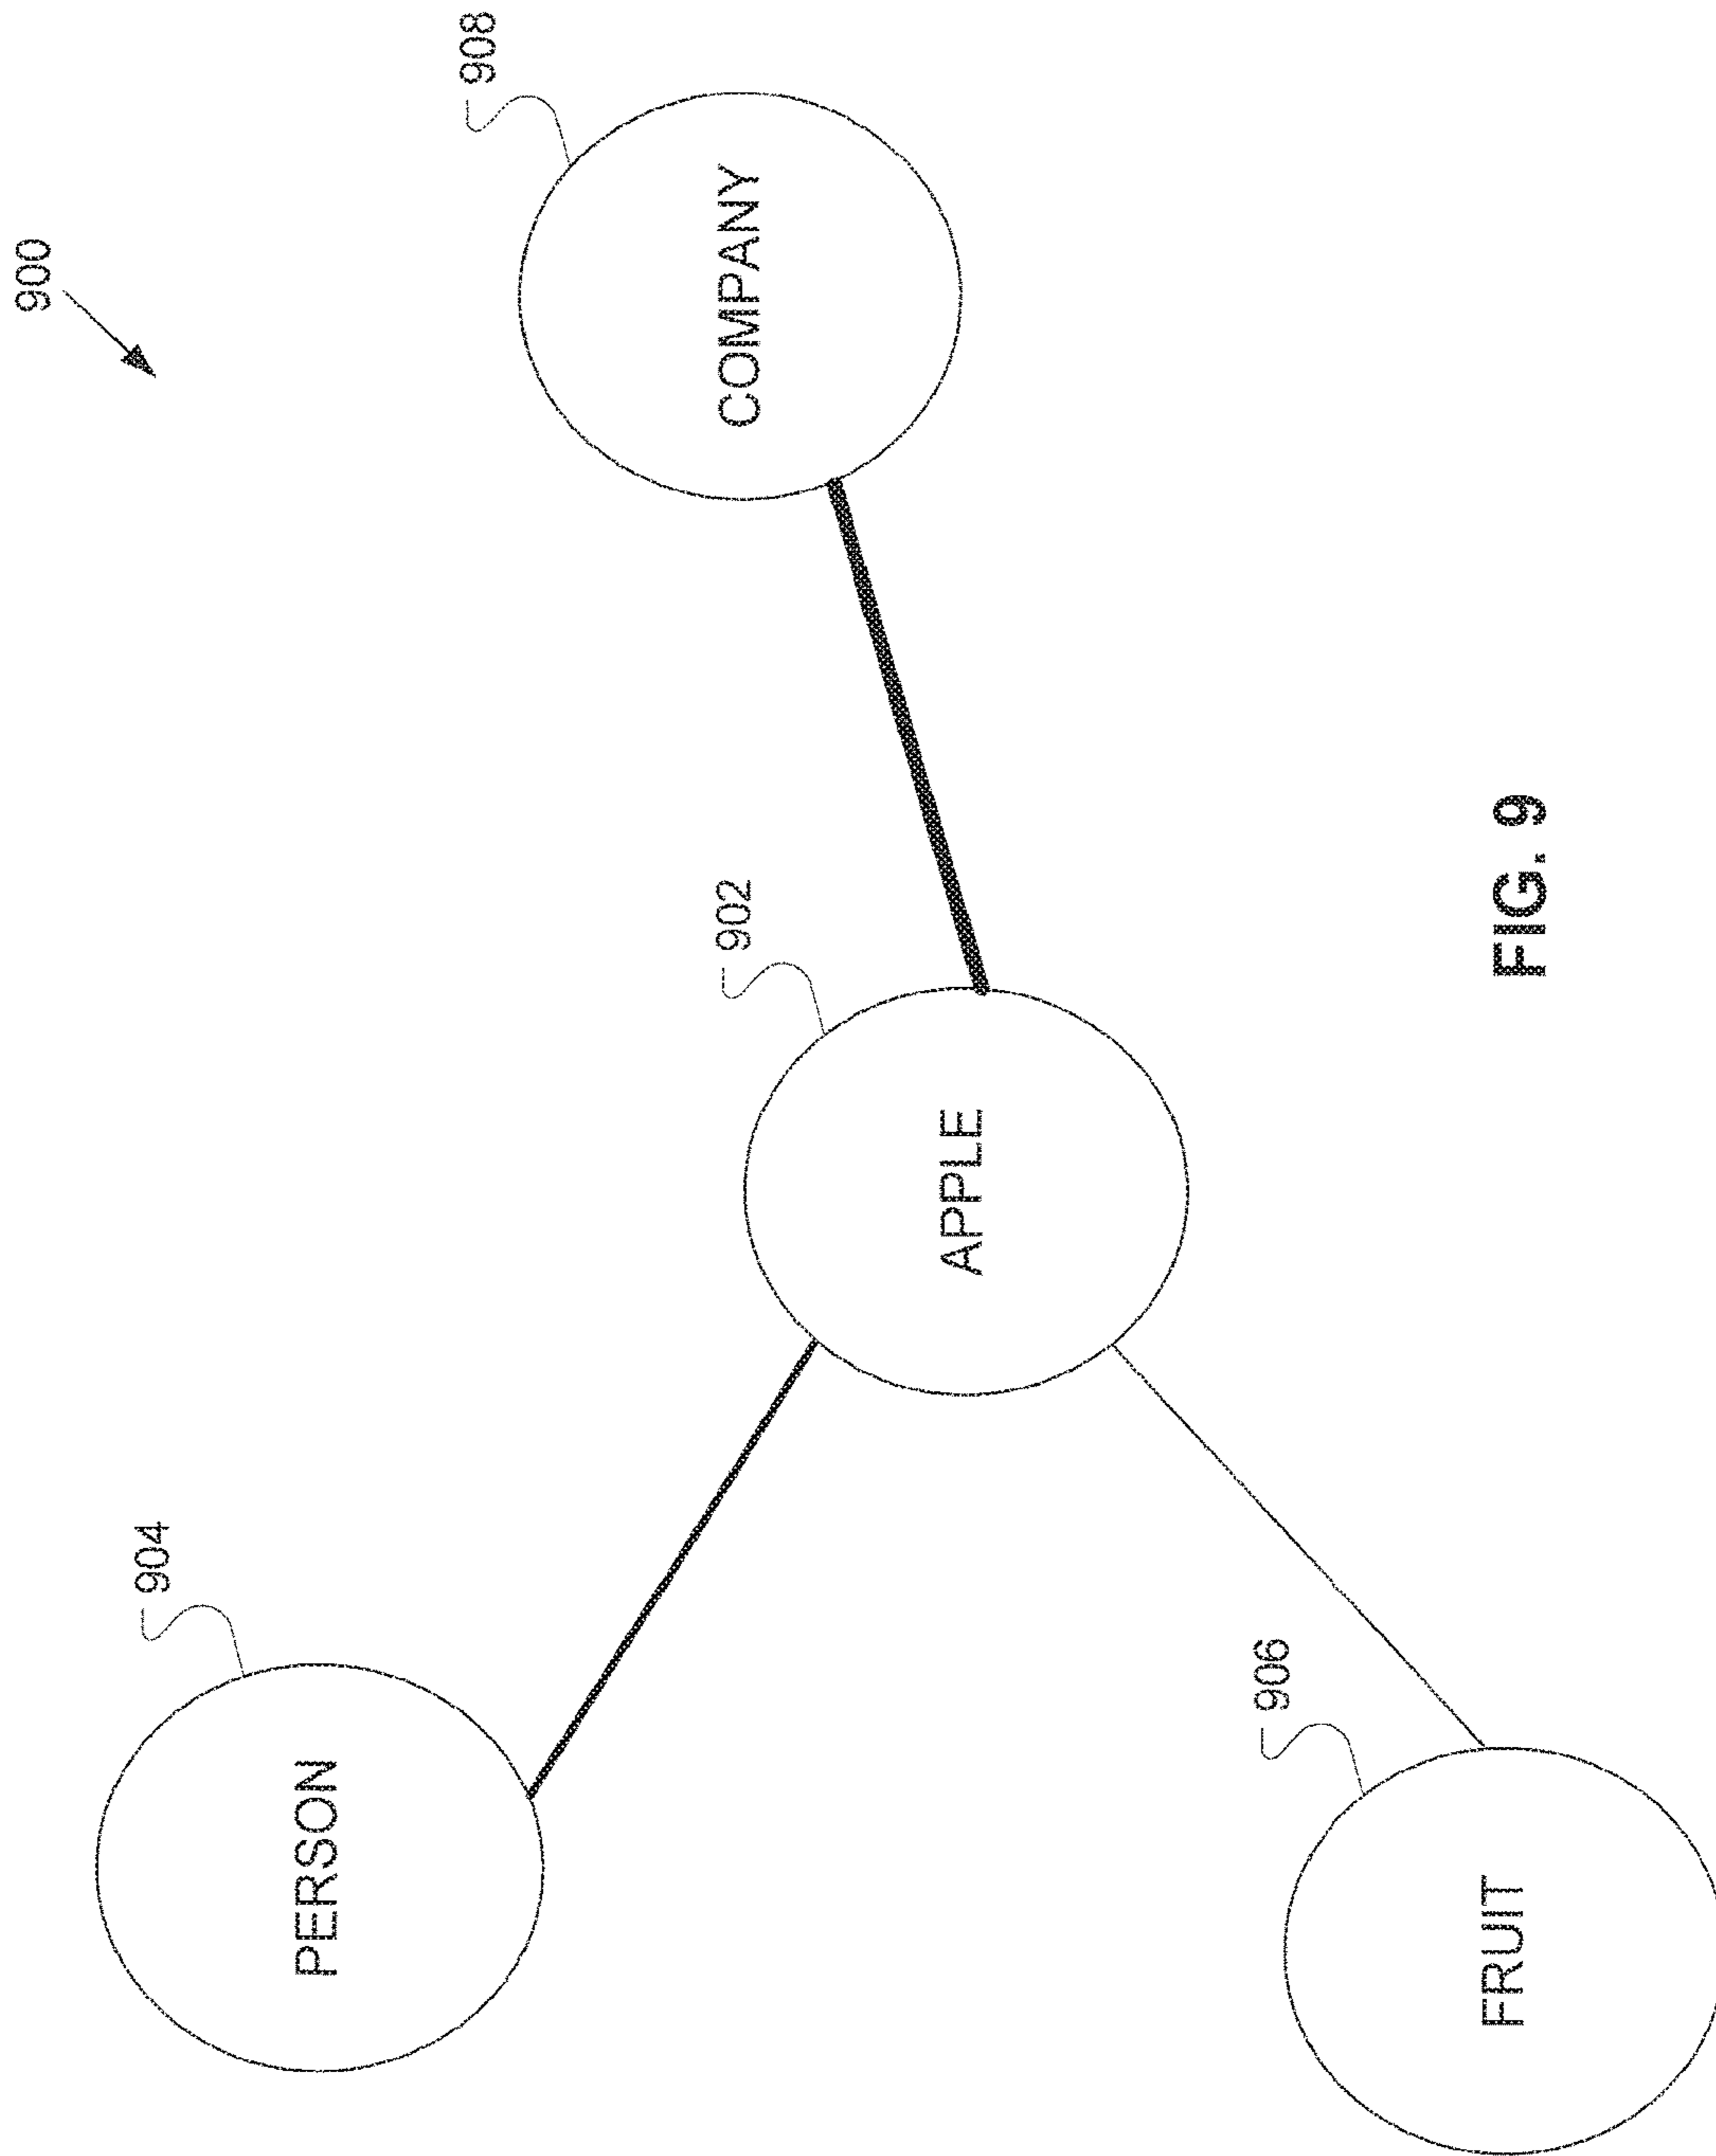 900
904
PERSON
902
APPLE
908
COMPANY
906
FRUIT
FIG. 9